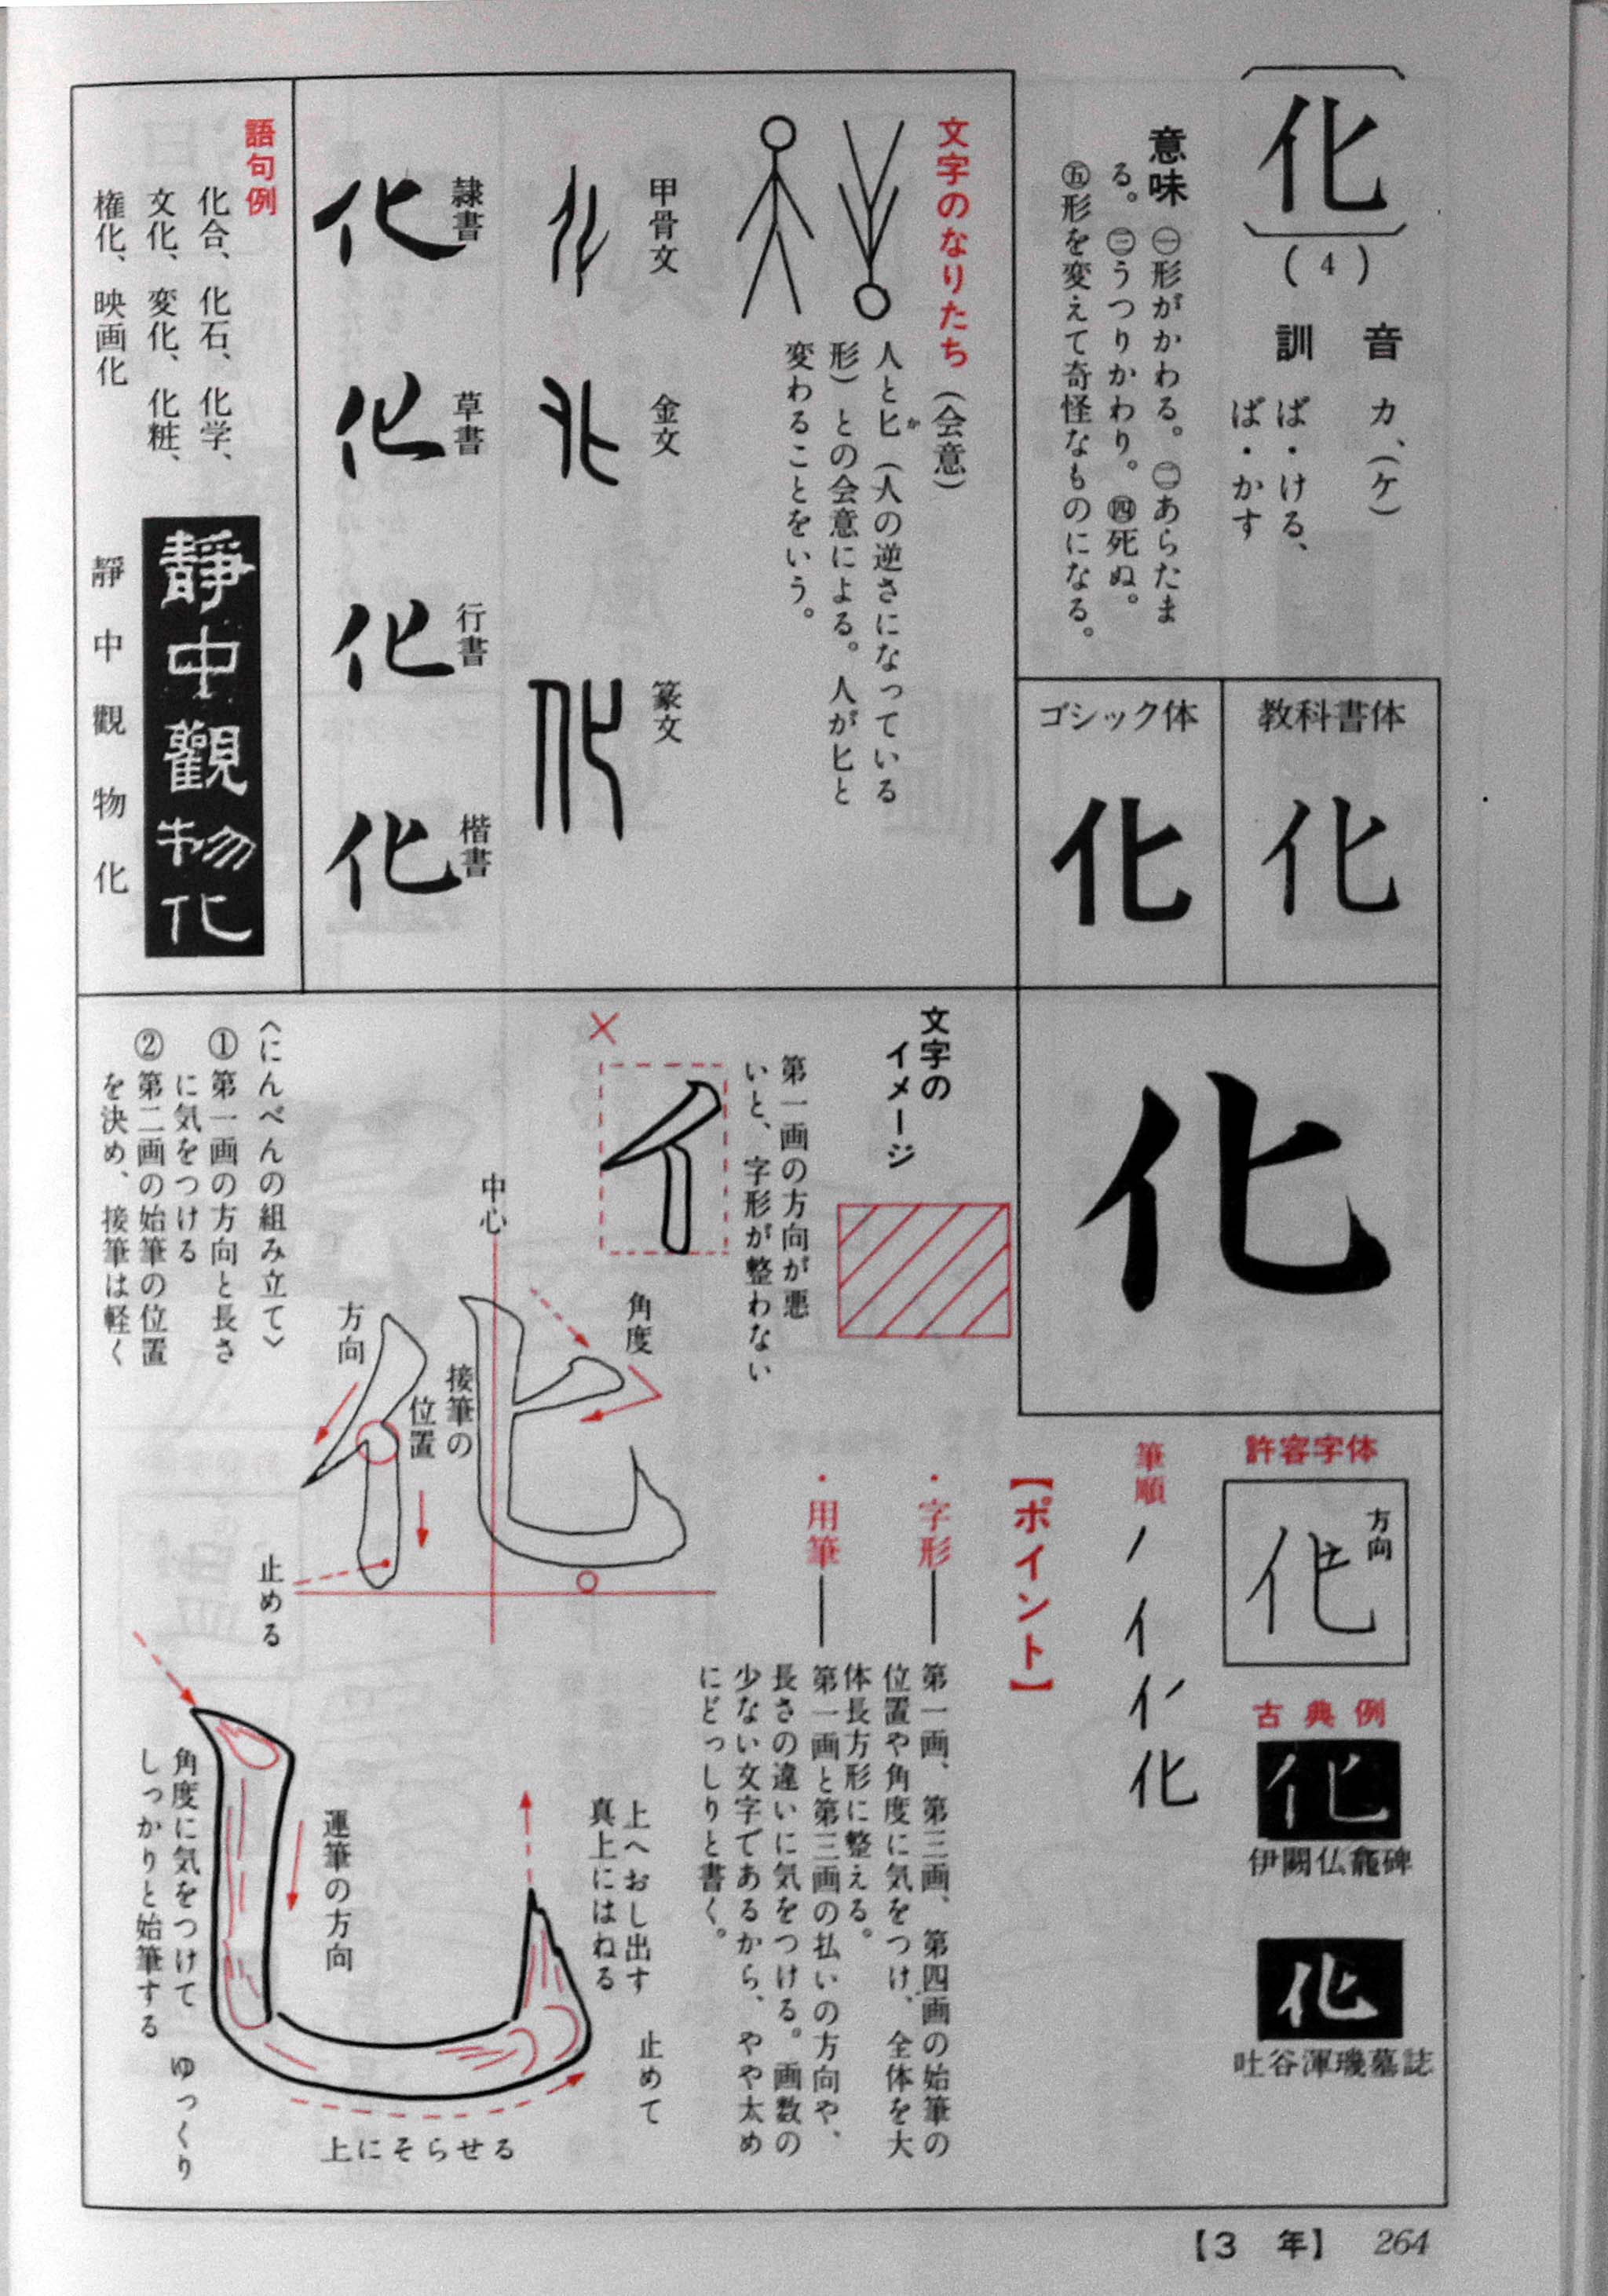 化
(4)
音 カ、(ケ)
訓 ば・ける、
ば・かす
意味 ㊀形がかわる。㊁あらたま
る。㊂うつりかわり。㊃死ぬ。
㊄形を変えて奇怪なものになる。
教科書体
化
ゴシック体
化
文字のなりたち (会意)
人と匕(人の逆さになっている
か
形)との会意による。人が匕と
変わることをいう。
甲骨文
金文
篆文
隷書
化
草書
化
行書
化
楷書
化
語句例
化合、化石、化学、
文化、変化、化粧、
権化、映画化
靜中觀物化
靜中觀物化
化
許容字体
方向
化
古典例
化
伊闕仏龕碑
化
吐谷渾璣墓誌
筆順
ノ イ 化
【ポイント】
・字形――第一画、第三画、第四画の始筆の
位置や角度に気をつけ、全体を大
体長方形に整える。
・用筆――第一画と第三画の払いの方向や、
長さの違いに気をつける。画数の
少ない文字であるから、やや太め
にどっしりと書く。
文字の
イメージ
第一画の方向が悪
いと、字形が整わない
×
イ
中心
角度
接筆の
位置
方向
止める
〈にんべんの組み立て〉
①第一画の方向と長さ
に気をつける
②第二画の始筆の位置
を決め、接筆は軽く
上へおし出す 止めて
真上にはねる
運筆の方向
角度に気をつけて ゆっくり
しっかりと始筆する
上にそらせる
【3 年】 264